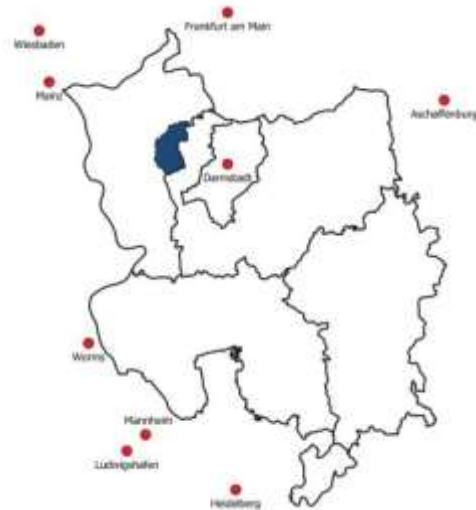 Frankfurt am Main
Wiesbaden
Mainz
Aschaffenburg
Darmstadt
Worms
Mannheim
Ludwigshafen
Heidelberg